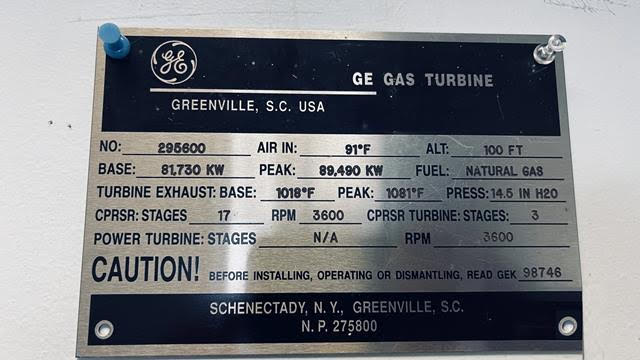 GE
GE GAS TURBINE
GREENVILLE, S.C. USA
NO: 295600 AIR IN: 91°F ALT: 100 FT
BASE: 81,730 KW PEAK: 89,490 KW FUEL: NATURAL GAS
TURBINE EXHAUST: BASE: 1018°F PEAK: 1081°F PRESS: 14.5 IN H20
CPRSR: STAGES 17 RPM 3600 CPRSR TURBINE: STAGES: 3
POWER TURBINE: STAGES N/A RPM 3600
CAUTION! BEFORE INSTALLING, OPERATING OR DISMANTLING, READ GEK 98746
SCHENECTADY, N. Y., GREENVILLE, S.C.
N. P. 275800